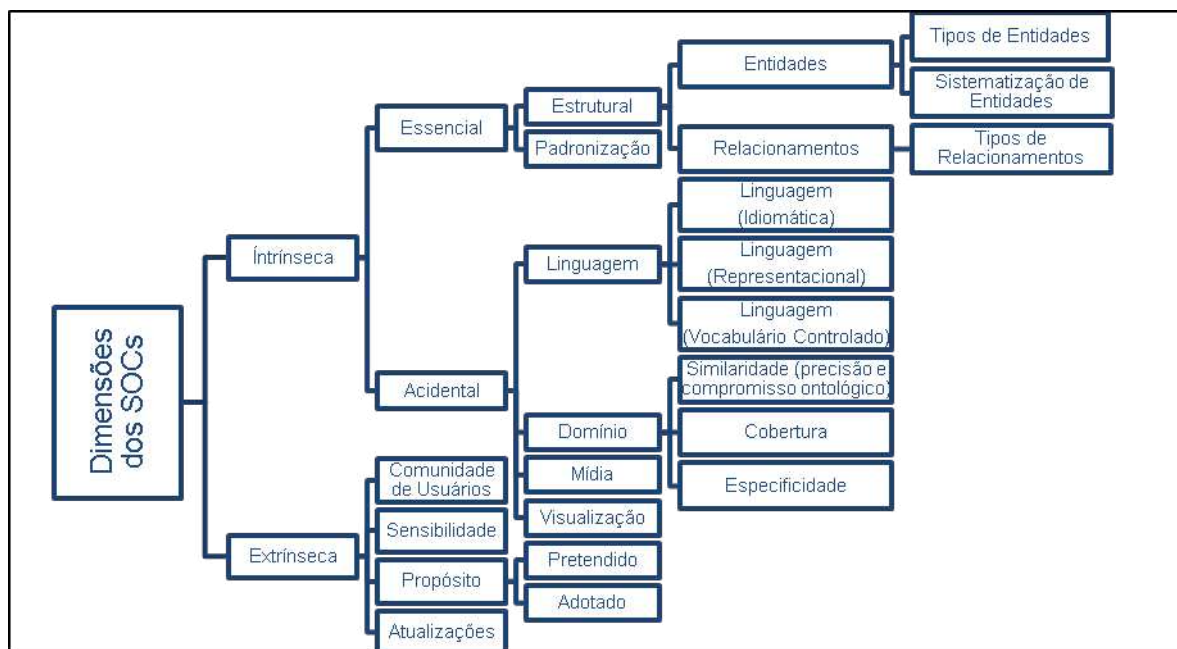 Tipos de Entidades
Entidades
Sistematização de
Entidades
Estrutural
Essencial
Padronização
Relacionamentos
Tipos de
Relacionamentos
Linguagem
(Idiomática)
Íntrínseca
Linguagem
Linguagem
(Representacional)
Linguagem
(Vocabulário Controlado)
Dimensões
dos SOCs
Acidental
Similaridade (precisão e
compromisso ontológico)
Domínio
Cobertura
Mídia
Especificidade
Visualização
Comunidade
de Usuários
Sensibilidade
Extrínseca
Propósito
Pretendido
Adotado
Atualizações